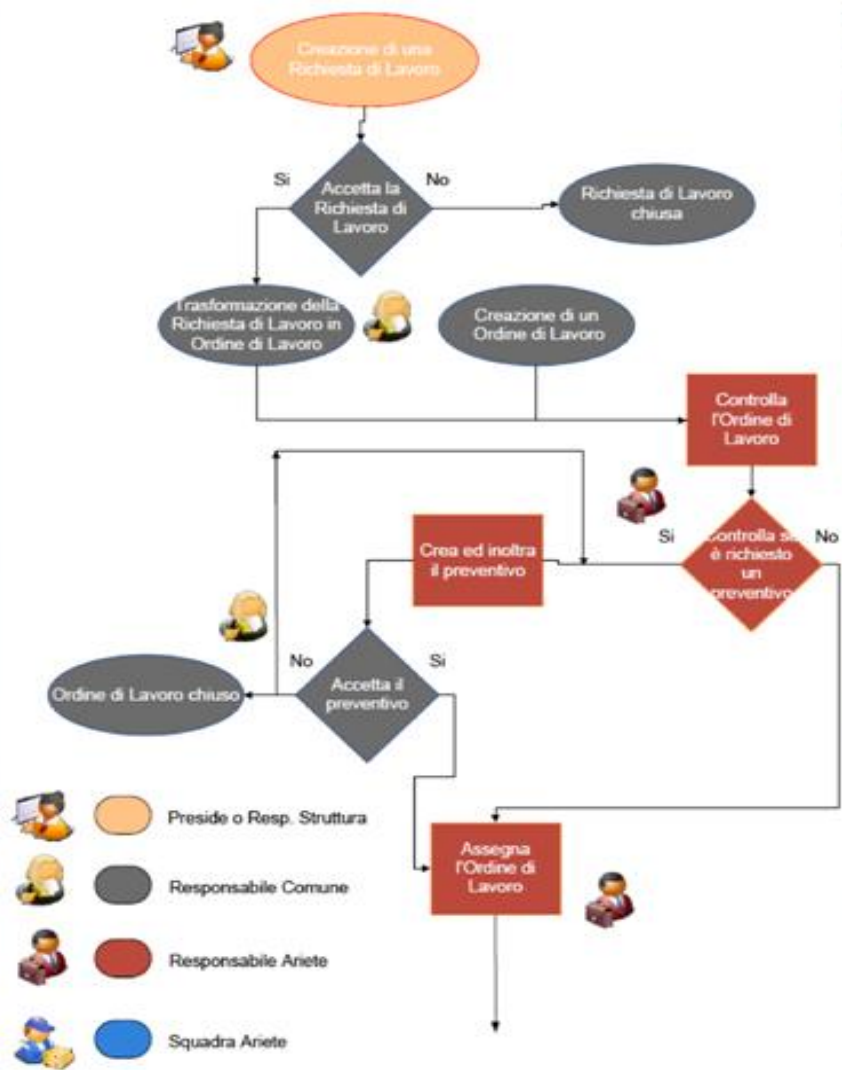 Creazione di una
Richiesta di Lavoro
Si
No
Accetta la
Richiesta di
Lavoro
Richiesta di Lavoro
chiusa
Trasformazione della
Richiesta di Lavoro in
Ordine di Lavoro
Creazione di un
Ordine di Lavoro
Controlla
l'Ordine di
Lavoro
Si
No
Controlla se
è richiesto
un
preventivo
Crea ed inoltra
il preventivo
No
Si
Accetta il
preventivo
Ordine di Lavoro chiuso
Assegna
l'Ordine di
Lavoro
Preside o Resp. Struttura
Responsabile Comune
Responsabile Ariete
Squadra Ariete